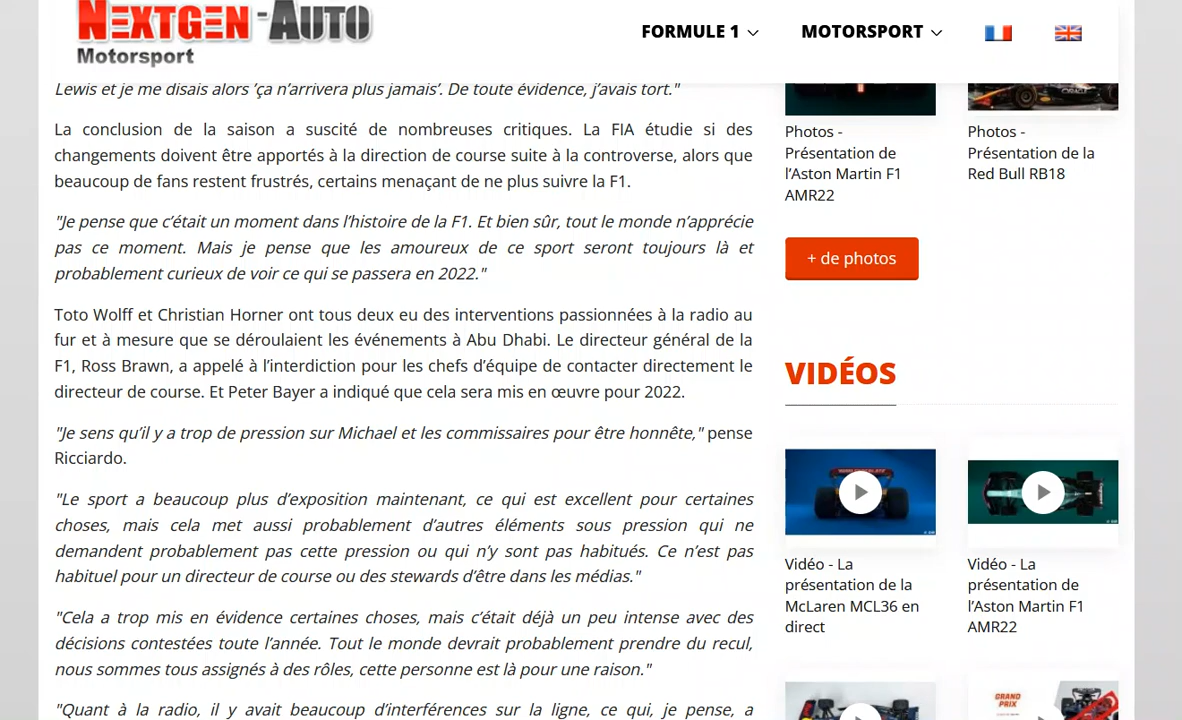 NEXTGEN-AUTO
Motorsport
FORMULE 1
MOTORSPORT
Lewis et je me disais alors ‘ça n’arrivera plus jamais’. De toute évidence, j’avais tort."
La conclusion de la saison a suscité de nombreuses critiques. La FIA étudie si des
changements doivent être apportés à la direction de course suite à la controverse, alors que
beaucoup de fans restent frustrés, certains menaçant de ne plus suivre la F1.
"Je pense que c’était un moment dans l’histoire de la F1. Et bien sûr, tout le monde n’apprécie
pas ce moment. Mais je pense que les amoureux de ce sport seront toujours là et
probablement curieux de voir ce qui se passera en 2022."
Toto Wolff et Christian Horner ont tous deux eu des interventions passionnées à la radio au
fur et à mesure que se déroulaient les événements à Abu Dhabi. Le directeur général de la
F1, Ross Brawn, a appelé à l’interdiction pour les chefs d’équipe de contacter directement le
directeur de course. Et Peter Bayer a indiqué que cela sera mis en œuvre pour 2022.
"Je sens qu’il y a trop de pression sur Michael et les commissaires pour être honnête," pense
Ricciardo.
"Le sport a beaucoup plus d’exposition maintenant, ce qui est excellent pour certaines
choses, mais cela met aussi probablement d’autres éléments sous pression qui ne
demandent probablement pas cette pression ou qui n’y sont pas habitués. Ce n’est pas
habituel pour un directeur de course ou des stewards d’être dans les médias."
"Cela a trop mis en évidence certaines choses, mais c’était déjà un peu intense avec des
décisions contestées toute l’année. Tout le monde devrait probablement prendre du recul,
nous sommes tous assignés à des rôles, cette personne est là pour une raison."
"Quant à la radio, il y avait beaucoup d’interférences sur la ligne, ce qui, je pense, a
Photos -
Présentation de
l’Aston Martin F1
AMR22
Photos -
Présentation de la
Red Bull RB18
+ de photos
VIDÉOS
Vidéo - La
présentation de la
McLaren MCL36 en
direct
Vidéo - La
présentation de
l’Aston Martin F1
AMR22
GRAND
PRIX